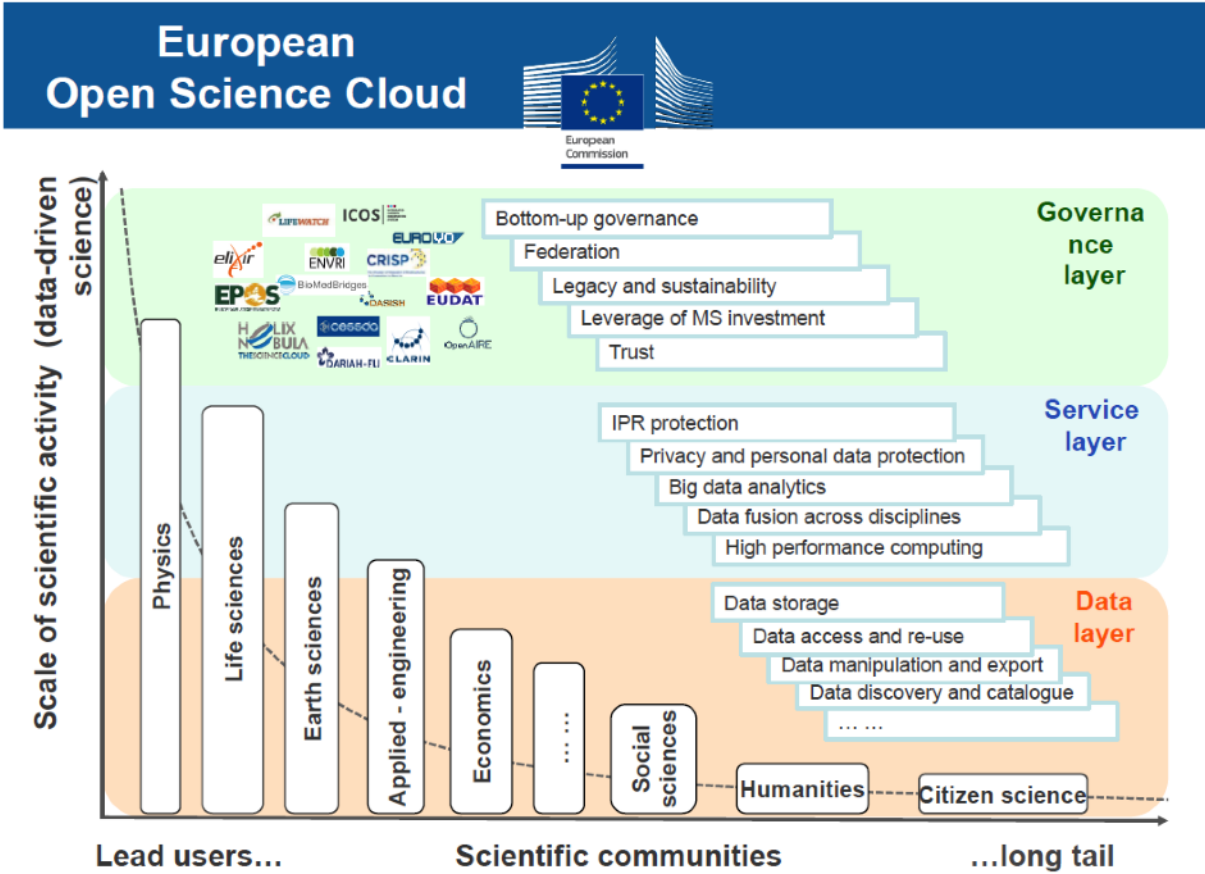 European
Open Science Cloud
European
Commission
Scale of scientific activity (data-driven
science)
LIFEWATCH
ICOS
EUROVO
elixir
ENVRI
CRISP
EPOS
BioMedBridges
DASISH
EUDAT
HELIX
NEBULA
THE SCIENCE CLOUD
cessda
DARIAH-EU
CLARIN
OpenAIRE
Bottom-up governance
Federation
Legacy and sustainability
Leverage of MS investment
Trust
Governa
nce
layer
IPR protection
Privacy and personal data protection
Big data analytics
Data fusion across disciplines
High performance computing
Service
layer
Data storage
Data access and re-use
Data manipulation and export
Data discovery and catalogue
... ...
Data
layer
Physics
Life sciences
Earth sciences
Applied - engineering
Economics
... ...
Social
sciences
Humanities
Citizen science
Lead users...
Scientific communities
...long tail